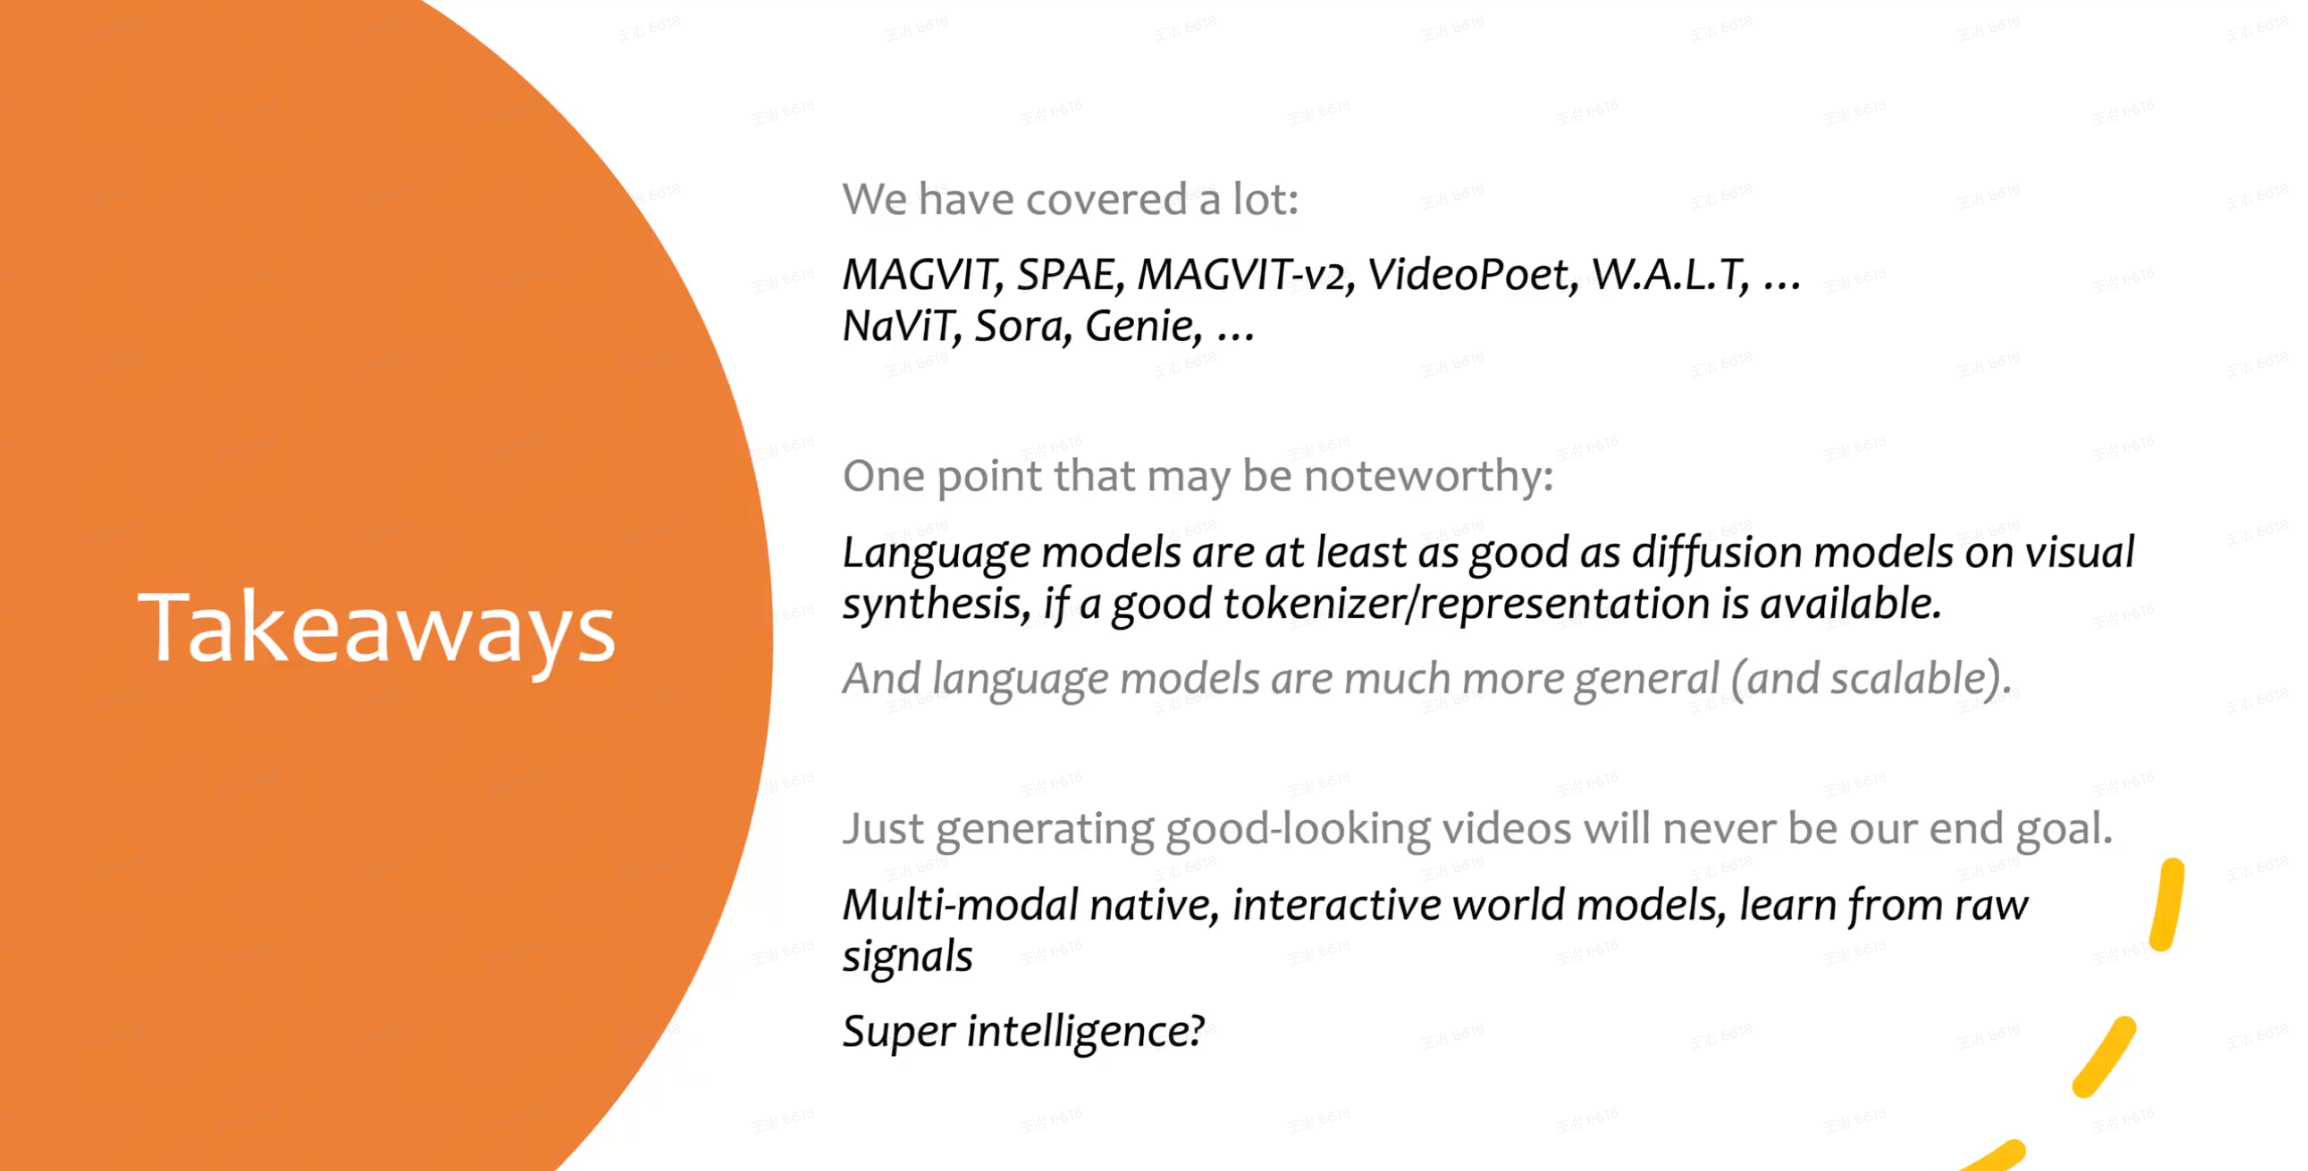 Takeaways
We have covered a lot:
MAGVIT, SPAE, MAGVIT-v2, VideoPoet, W.A.L.T, ...
NaViT, Sora, Genie, ...
One point that may be noteworthy:
Language models are at least as good as diffusion models on visual
synthesis, if a good tokenizer/representation is available.
And language models are much more general (and scalable).
Just generating good-looking videos will never be our end goal.
Multi-modal native, interactive world models, learn from raw
signals
Super intelligence?
王冶 6618